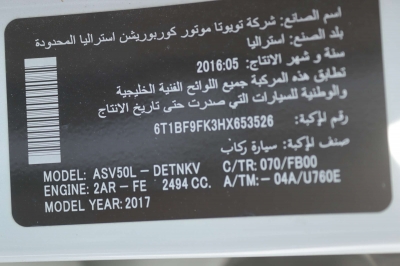 اسم الصانع: شركة تويوتا موتور كوربوريشن استراليا المحدودة
بلد الصنع: استراليا
سنة و شهر الانتاج: 2016:05
تطابق هذه المركبة جميع اللوائح الفنية الخليجية
والوطنية للسيارات التي صدرت حتى تاريخ الانتاج
رقم المركبة: 6T1BF9FK3HX653526
صنف المركبة: سيارة ركاب
MODEL: ASV50L - DETNKV C/TR: 070/FB00
ENGINE: 2AR - FE 2494 CC. A/TM: - 04A/U760E
MODEL YEAR: 2017